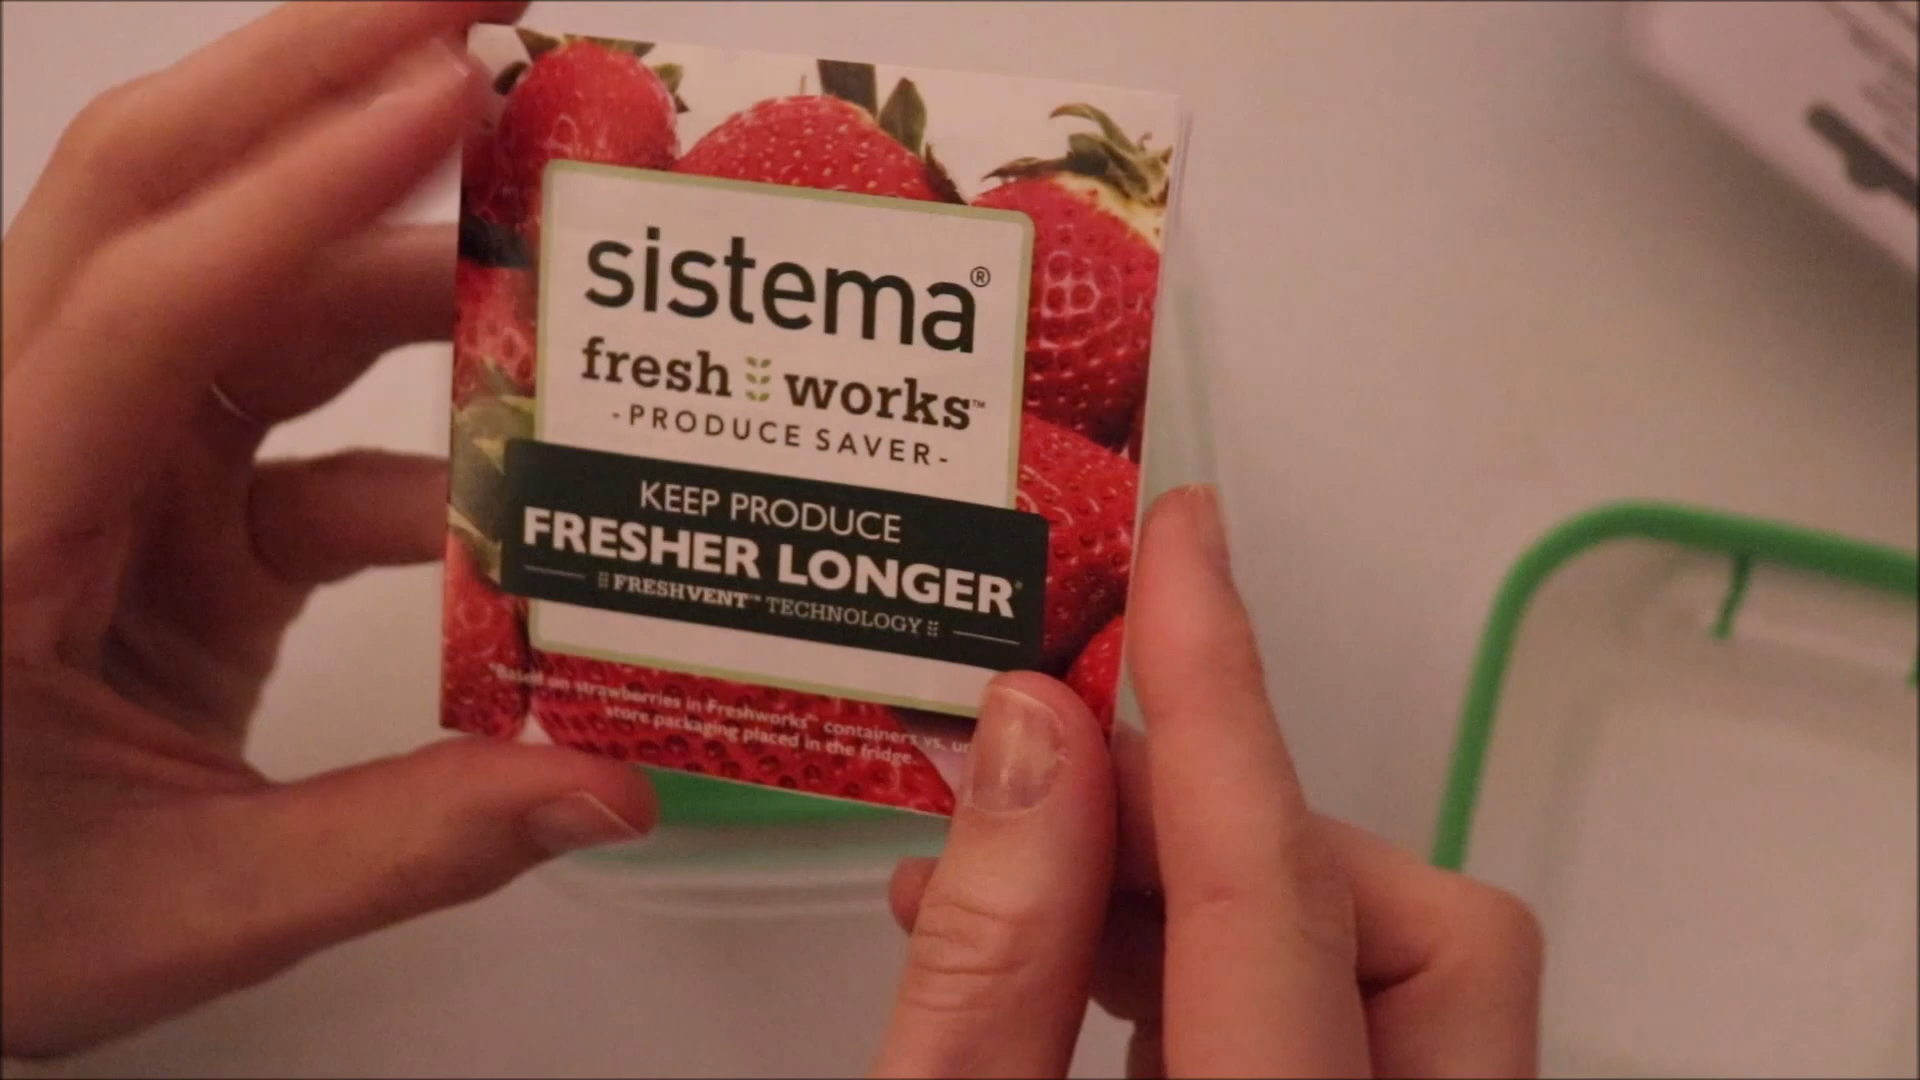 sistema®
fresh works™
-PRODUCE SAVER-
KEEP PRODUCE
FRESHER LONGER*
FRESHVENT™ TECHNOLOGY
*Based on strawberries in Freshworks™ containers vs.
store packaging placed in the fridge.